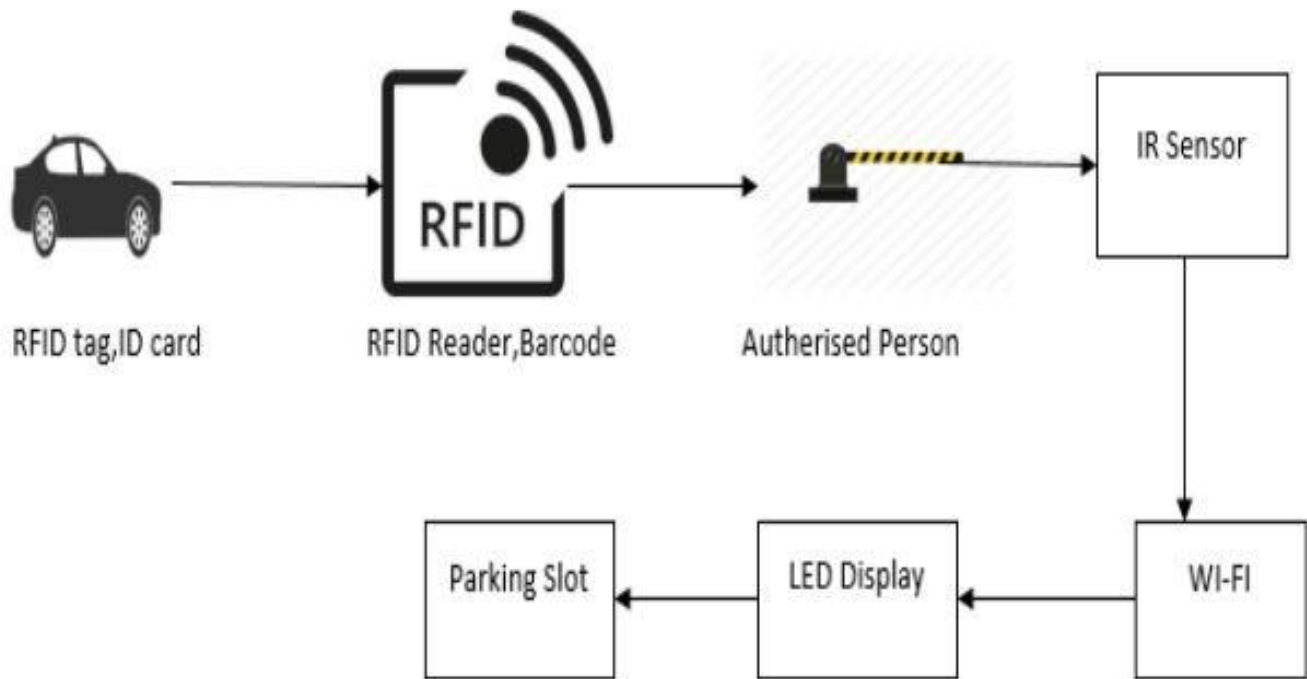 RFID
IR Sensor
RFID tag,ID card
RFID Reader,Barcode
Autherised Person
Parking Slot
LED Display
WI-FI